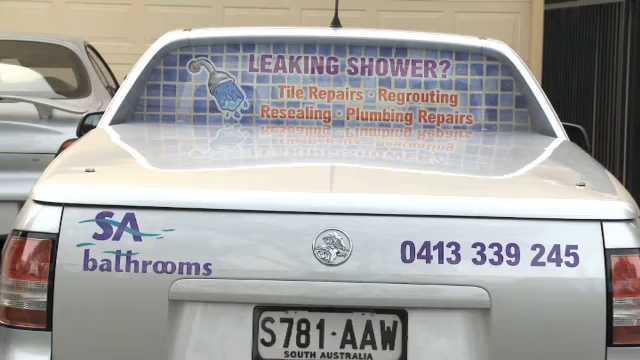 LEAKING SHOWER?
Tile Repairs · Regrouting
Resealing · Plumbing Repairs
SA
bathrooms
0413 339 245
S781-AAW
SOUTH AUSTRALIA